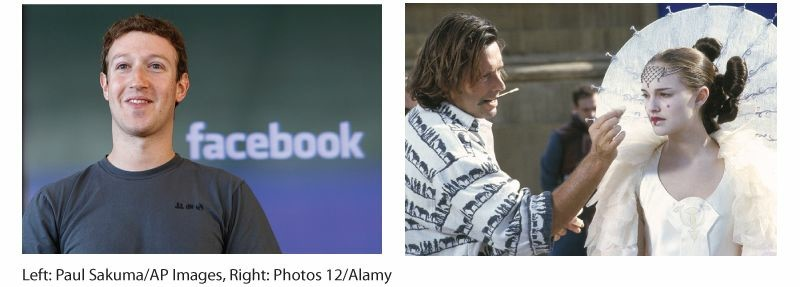 facebook
Left: Paul Sakuma/AP Images, Right: Photos 12/Alamy